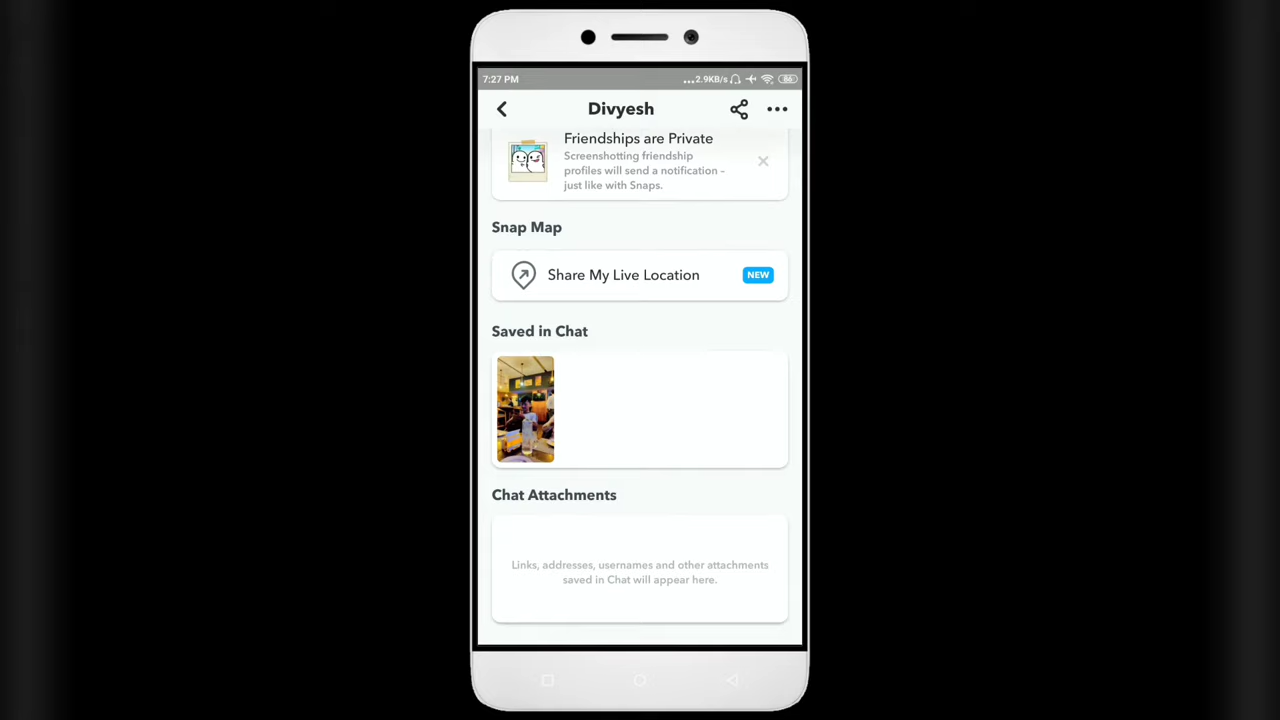 7:27 PM
...2.9KB/s
86
Divyesh
Friendships are Private
Screenshotting friendship
profiles will send a notification –
just like with Snaps.
Snap Map
Share My Live Location
NEW
Saved in Chat
Chat Attachments
Links, addresses, usernames and other attachments
saved in Chat will appear here.